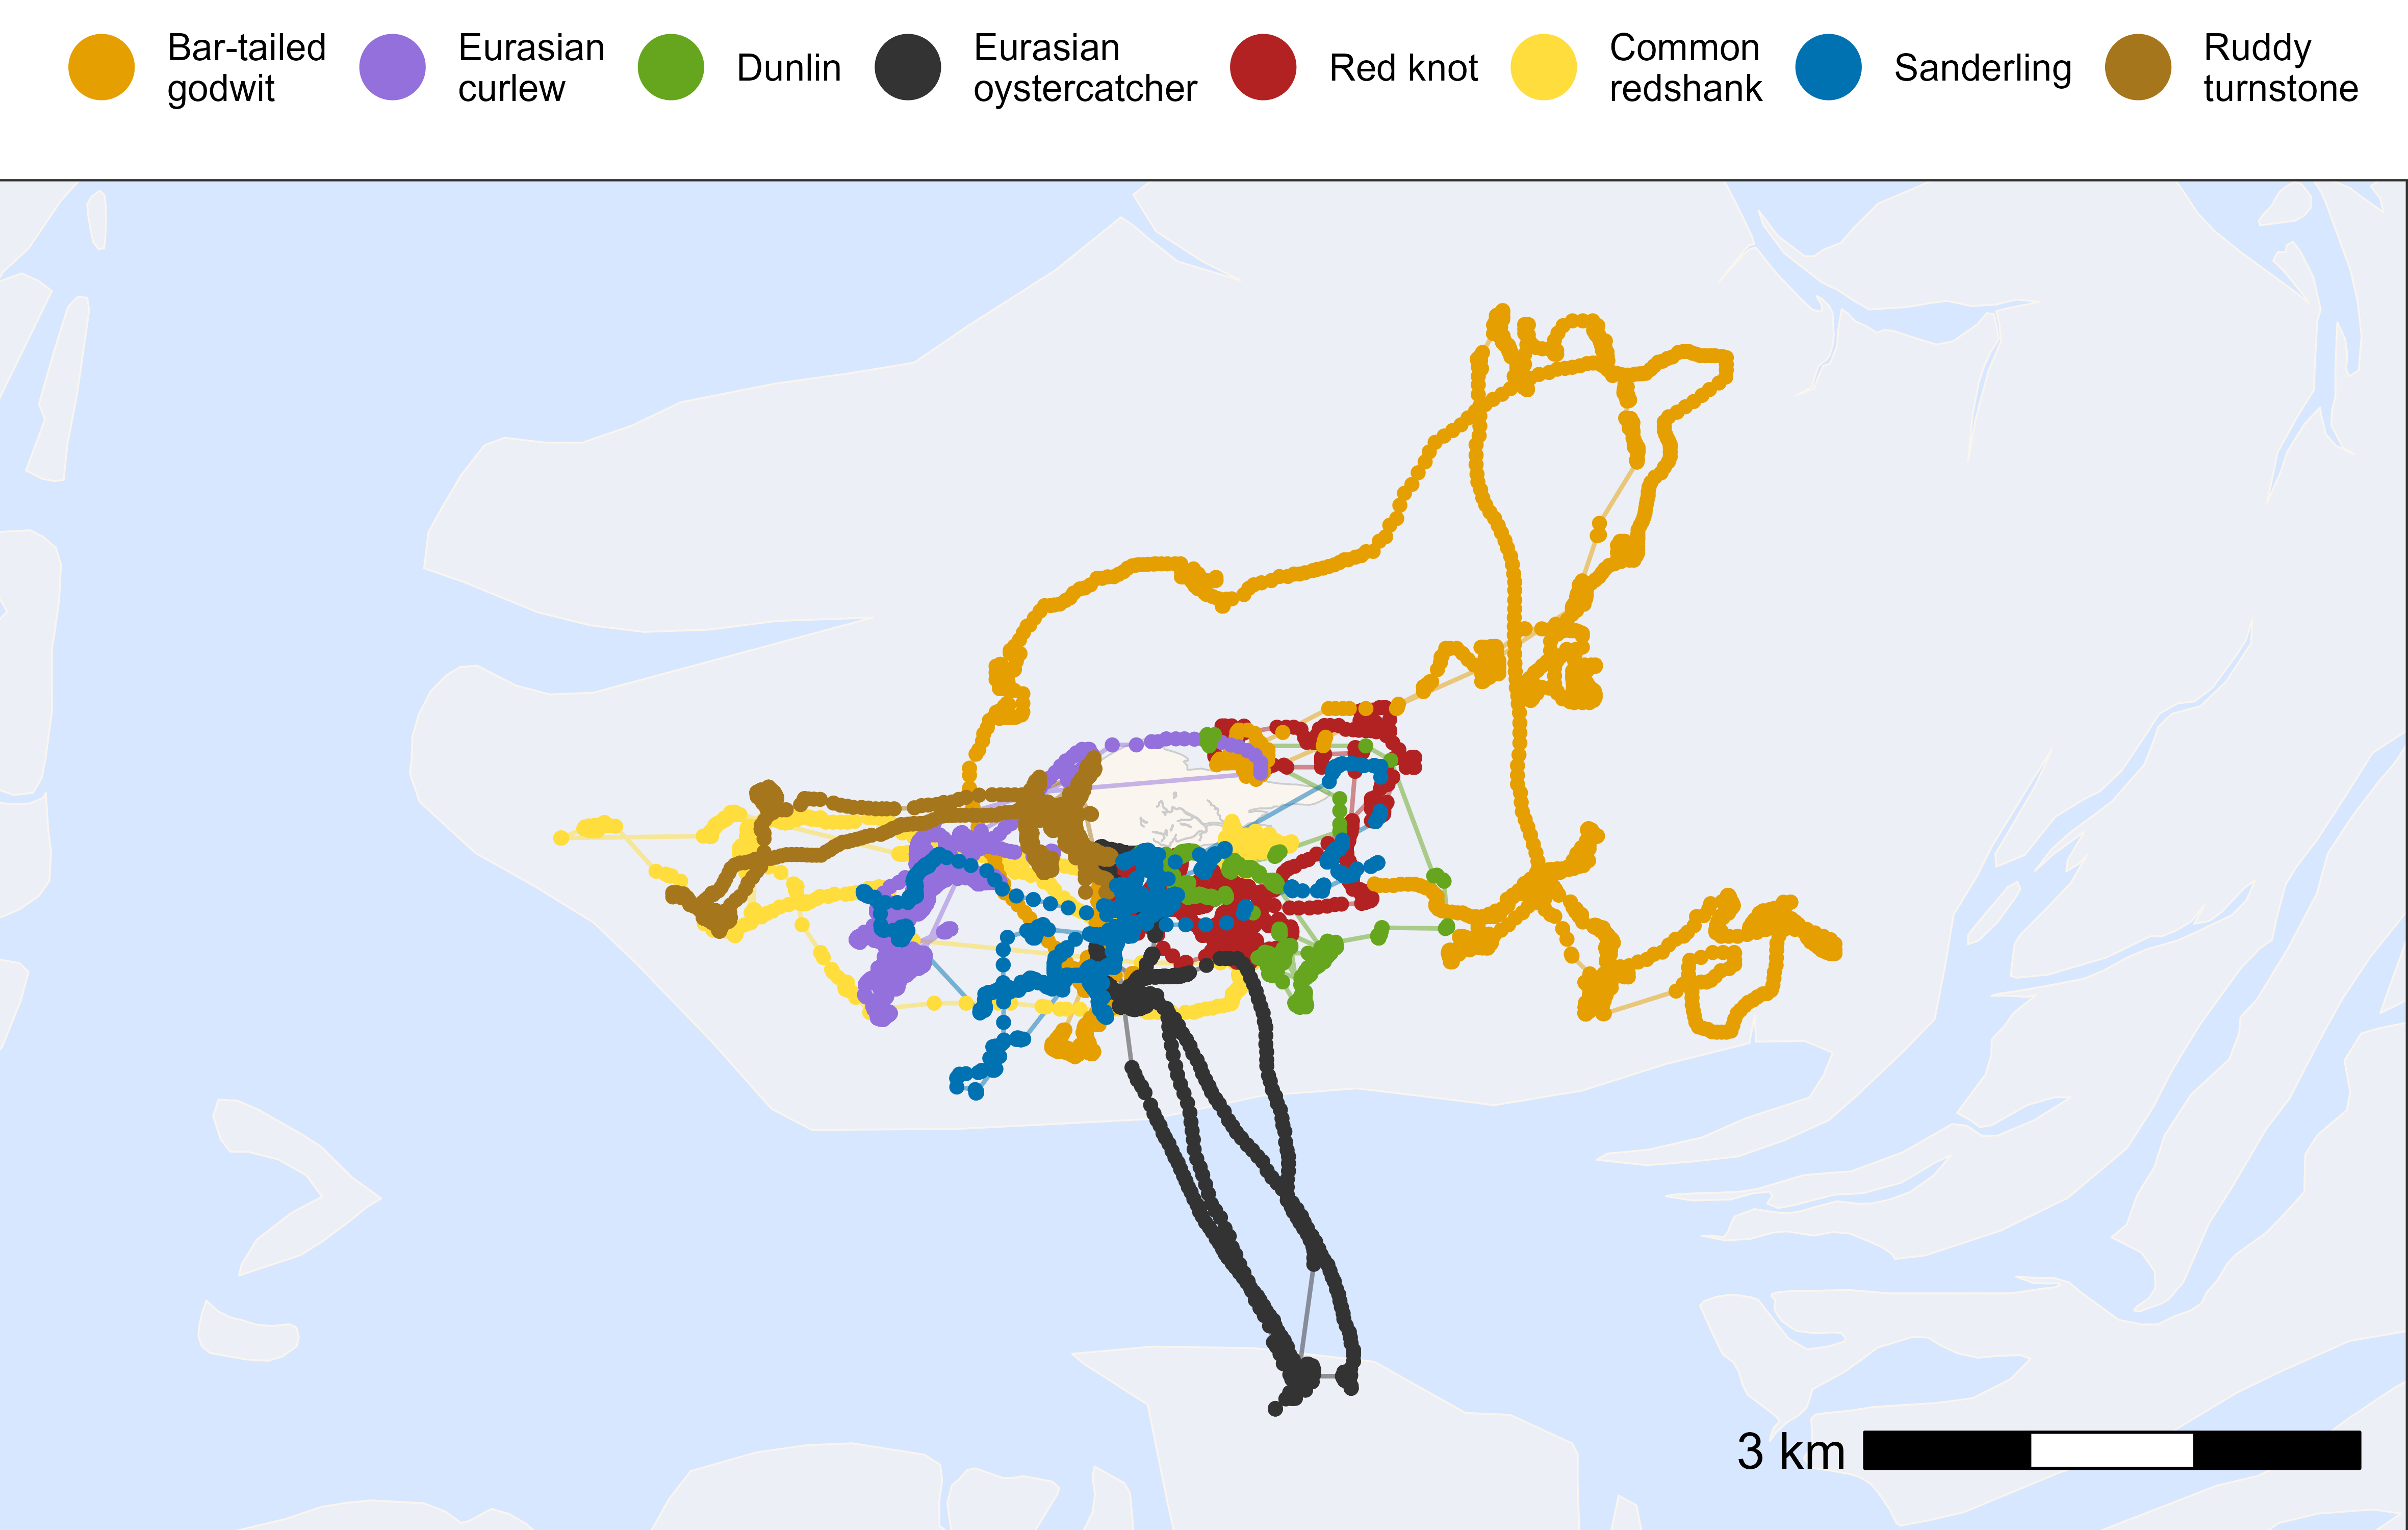 Bar-tailed
godwit
Eurasian
curlew
Dunlin
Eurasian
oystercatcher
Red knot
Common
redshank
Sanderling
Ruddy
turnstone
3 km